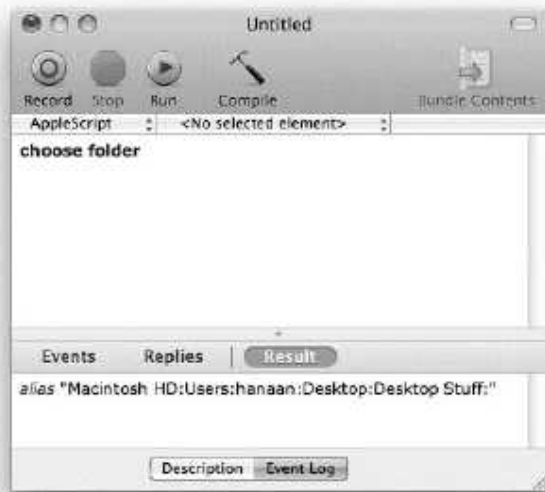 Untitled
Record Stop Run Compile Bundle Contents
AppleScript <No selected element>
choose folder
Events Replies Result
alias "Macintosh HD:Users:hanaan:Desktop:Desktop Stuff:"
Description Event Log